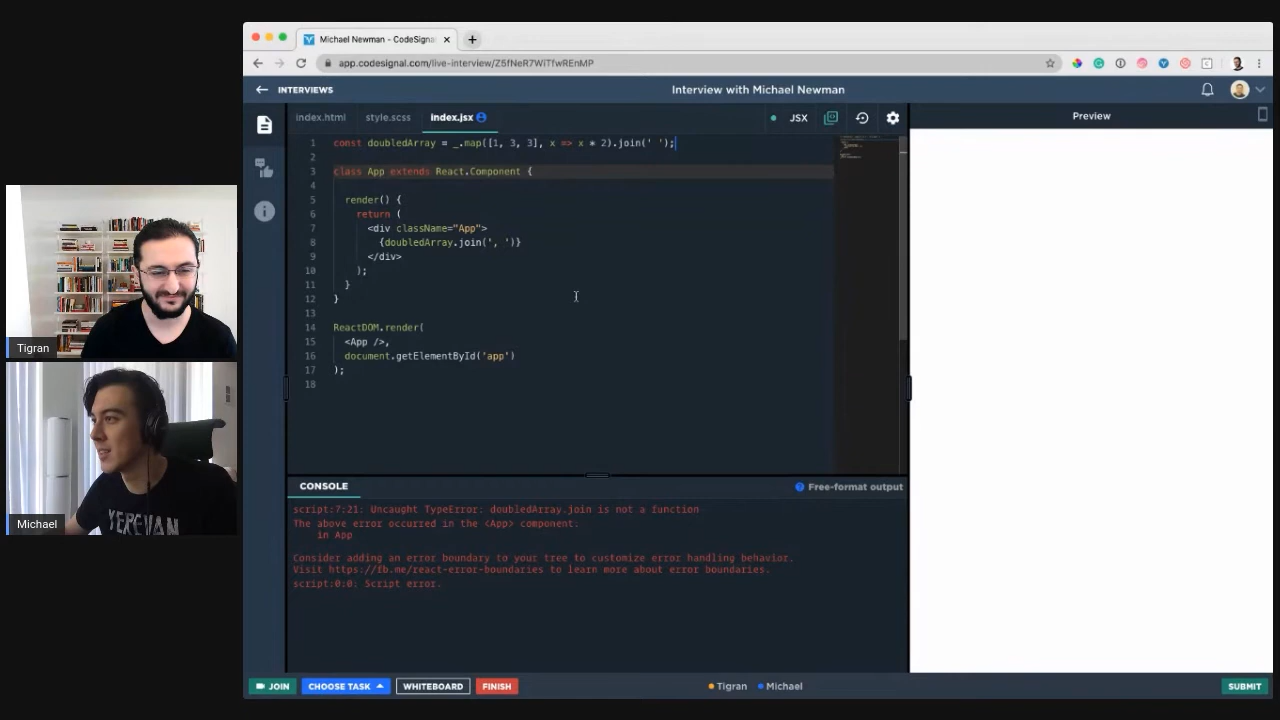 Michael Newman - CodeSigna
app.codesignal.com/live-interview/Z6fNeR7WiTfwREnMP
INTERVIEWS
Interview with Michael Newman
index.html
style.scss
index.jsx
JSX
Preview
1 const doubledArray = _.map([1, 3, 3], x => x * 2).join(' ');
2
3 class App extends React.Component {
4
5 render() {
6 return (
7 <div className="App">
8 {doubledArray.join(', ')}
9 </div>
10 );
11 }
12 }
13
14 ReactDOM.render(
15 <App />,
16 document.getElementById('app')
17 );
18
Tigran
Michael
YEREVAN
CONSOLE
Free-format output
script:7:21: Uncaught TypeError: doubledArray.join is not a function
The above error occurred in the <App> component:
in App
Consider adding an error boundary to your tree to customize error handling behavior.
Visit https://fb.me/react-error-boundaries to learn more about error boundaries.
script:0:0: Script error.
JOIN
CHOOSE TASK
WHITEBOARD
FINISH
Tigran
Michael
SUBMIT